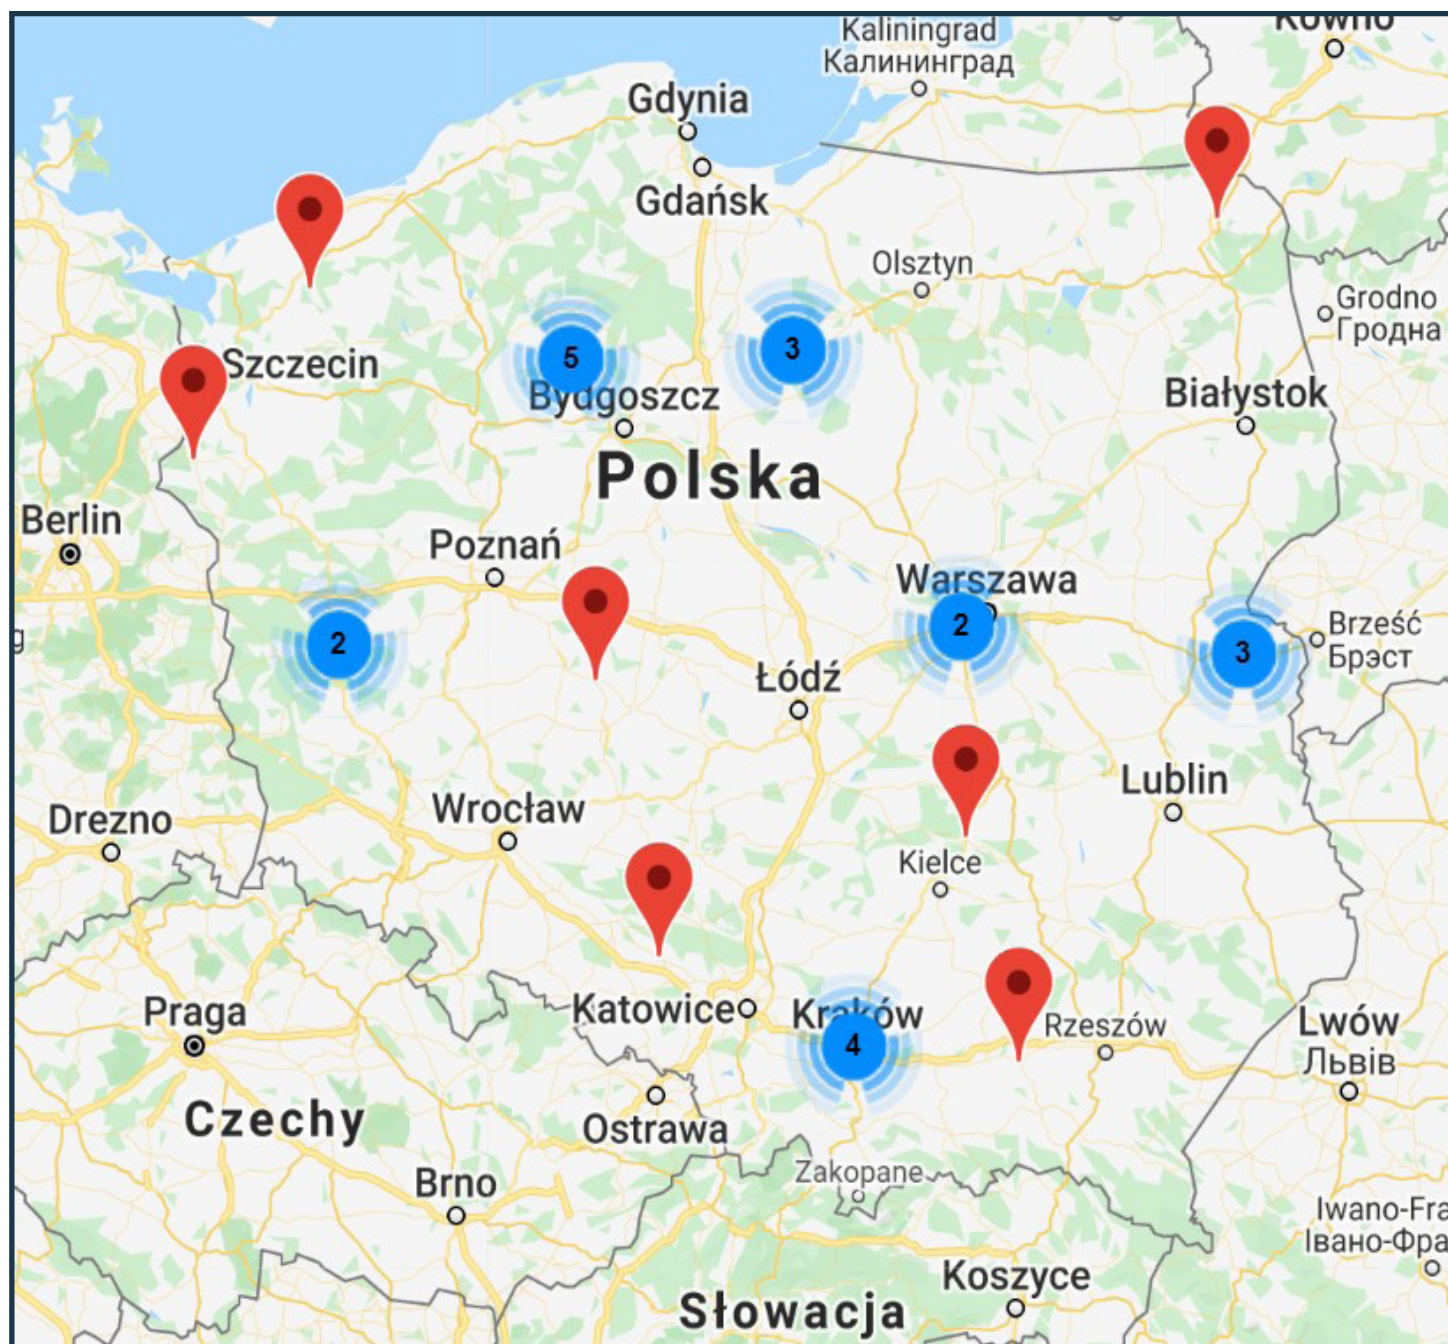 Kowno
Kaliningrad
Калининград
Gdynia
Gdańsk
Olsztyn
Grodno
Гродна
Szczecin
5
3
Bydgoszcz
Białystok
Polska
Berlin
Poznań
Warszawa
g
2
2
3
Brześć
Брэст
Łódź
Drezno
Wrocław
Lublin
Kielce
Praga
Katowice
Kraków
4
Rzeszów
Lwów
Львів
Czechy
Ostrawa
Zakopane
Brno
Iwano-Fra
Івано-Фра
Koszyce
Słowacja